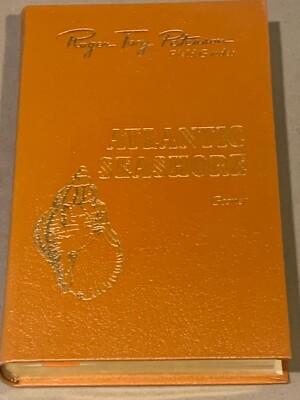 Roger Tory Peterson
Field Guides
ATLANTIC
SEASHORE
Gosner